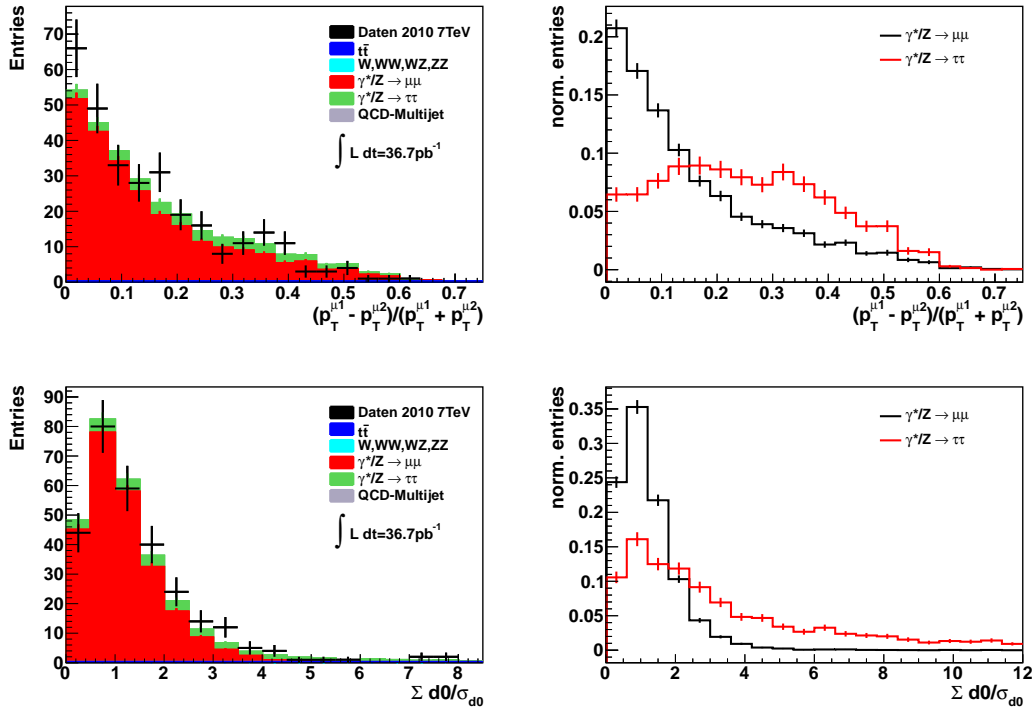 Entries
70
60
50
40
30
20
10
0
0 0.1 0.2 0.3 0.4 0.5 0.6 0.7
(p_T^μ1 - p_T^μ2)/(p_T^μ1 + p_T^μ2)
Daten 2010 7TeV
tt̄
W,WW,WZ,ZZ
γ*/Z → μμ
γ*/Z → ττ
QCD-Multijet
∫ L dt=36.7pb⁻¹
norm. entries
0.2
0.15
0.1
0.05
0
0 0.1 0.2 0.3 0.4 0.5 0.6 0.7
(p_T^μ1 - p_T^μ2)/(p_T^μ1 + p_T^μ2)
γ*/Z → μμ
γ*/Z → ττ
Entries
90
80
70
60
50
40
30
20
10
0
0 1 2 3 4 5 6 7 8
Σ d0/σ_d0
Daten 2010 7TeV
tt̄
W,WW,WZ,ZZ
γ*/Z → μμ
γ*/Z → ττ
QCD-Multijet
∫ L dt=36.7pb⁻¹
norm. entries
0.35
0.3
0.25
0.2
0.15
0.1
0.05
0
0 2 4 6 8 10 12
Σ d0/σ_d0
γ*/Z → μμ
γ*/Z → ττ